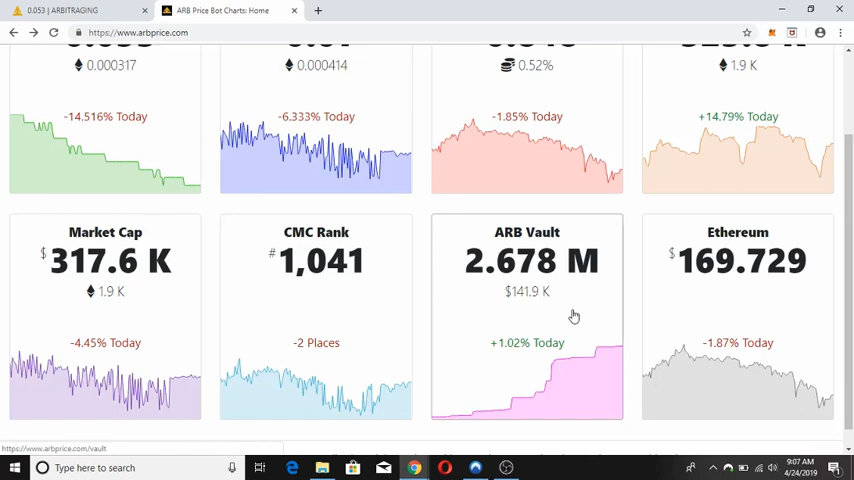 0.053 | ARBITRAGING
ARB Price Bot Charts: Home
https://www.arbprice.com
0.000317
0.000414
0.52%
1.9 K
-14.516% Today
-6.333% Today
-1.85% Today
+14.79% Today
Market Cap
CMC Rank
ARB Vault
Ethereum
$317.6 K
#1,041
2.678 M
$169.729
1.9 K
$141.9 K
-4.45% Today
-2 Places
+1.02% Today
-1.87% Today
https://www.arbprice.com/vault
Type here to search
9:07 AM
4/24/2019